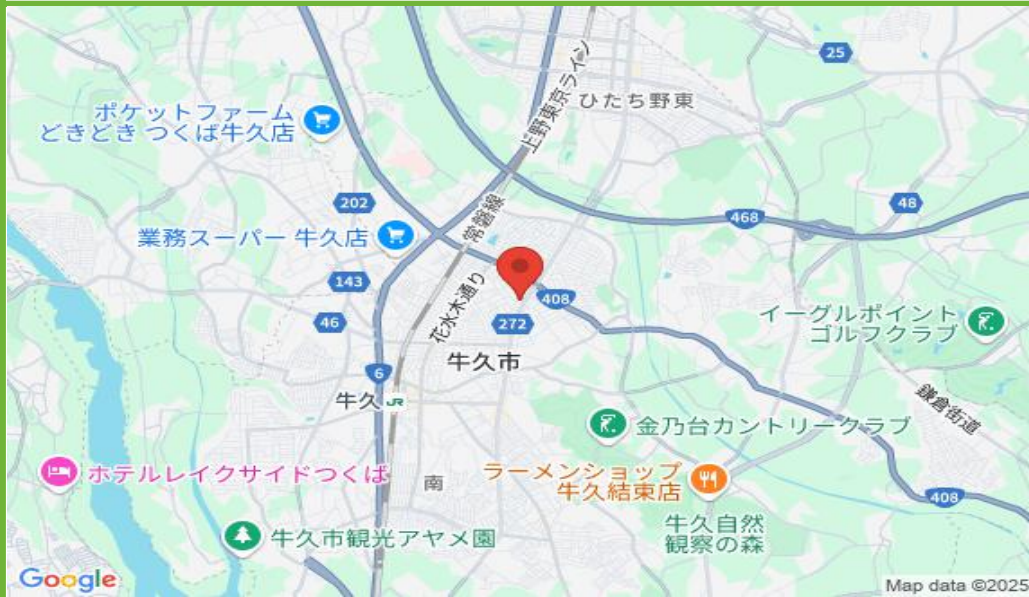 25
上野東京ライン
ひたち野東
ポケットファーム
どきどき つくば牛久店
202
48
常磐線
468
業務スーパー 牛久店
143
花水木通り
408
イーグルポイント
ゴルフクラブ
46
272
牛久市
6
牛久 JR
鎌倉街道
金乃台カントリークラブ
ホテルレイクサイドつくば
ラーメンショップ
牛久結束店
南
408
牛久市観光アヤメ園
牛久自然
観察の森
Google
Map data ©2025